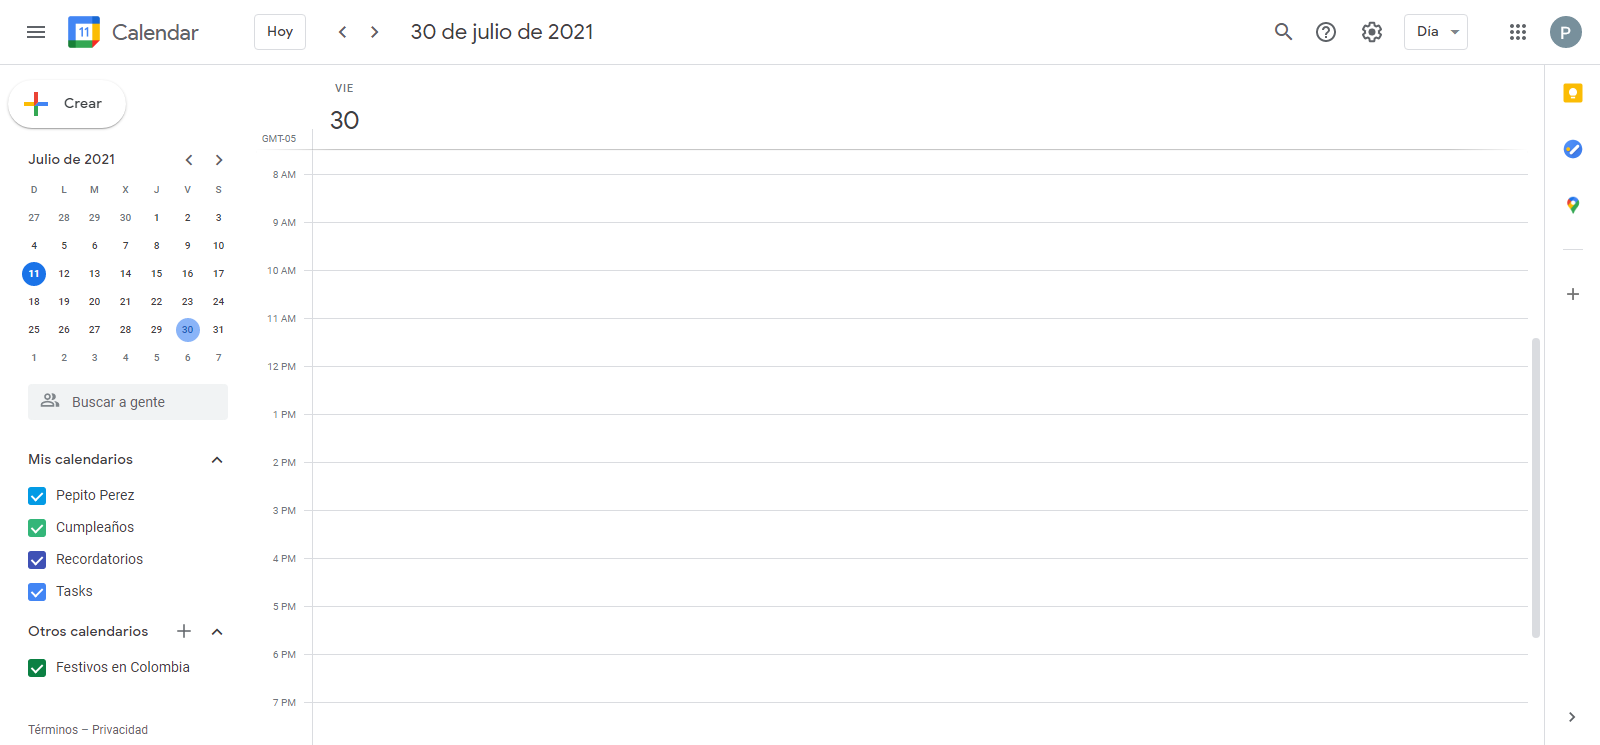 11 Calendar Hoy 30 de julio de 2021 Día P
Crear
Julio de 2021
D L M X J V S
27 28 29 30 1 2 3
4 5 6 7 8 9 10
11 12 13 14 15 16 17
18 19 20 21 22 23 24
25 26 27 28 29 30 31
1 2 3 4 5 6 7
Buscar a gente
Mis calendarios
Pepito Perez
Cumpleaños
Recordatorios
Tasks
Otros calendarios
Festivos en Colombia
Términos – Privacidad
VIE
30
GMT-05
8 AM
9 AM
10 AM
11 AM
12 PM
1 PM
2 PM
3 PM
4 PM
5 PM
6 PM
7 PM